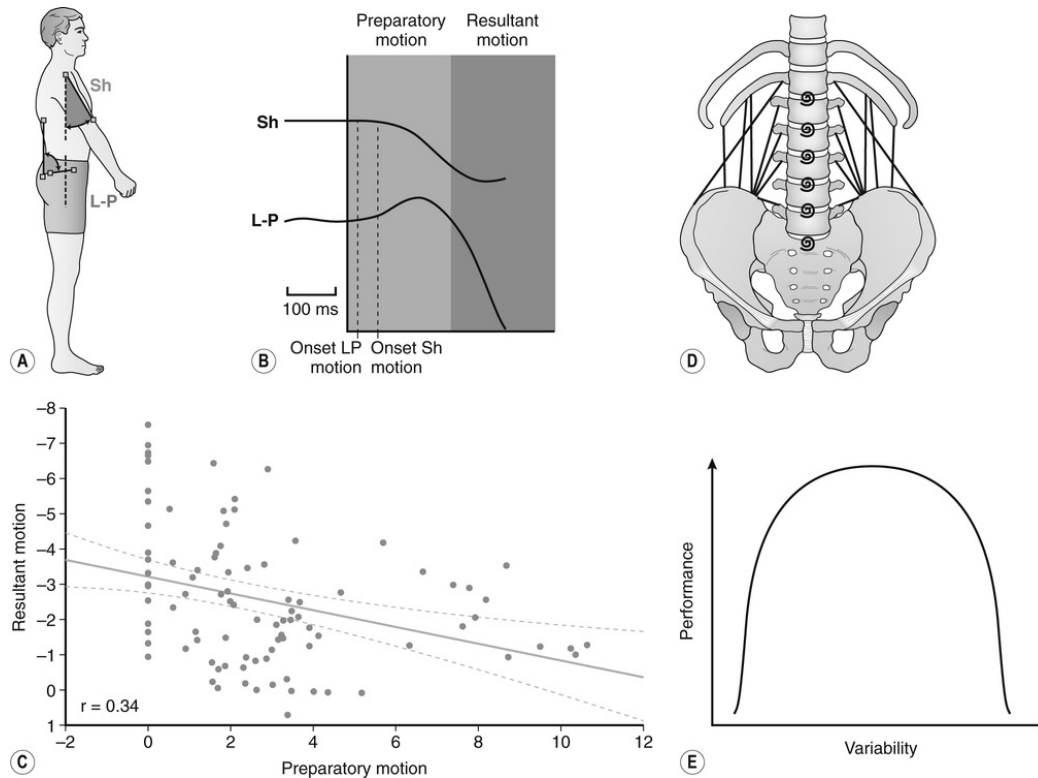 Sh
L-P
A
Preparatory
motion
Resultant
motion
Sh
L-P
100 ms
Onset LP
motion
Onset Sh
motion
B
D
–8
–7
–6
–5
–4
–3
–2
–1
0
1
Resultant motion
r = 0.34
–2
0
2
4
6
8
10
12
Preparatory motion
C
Performance
Variability
E